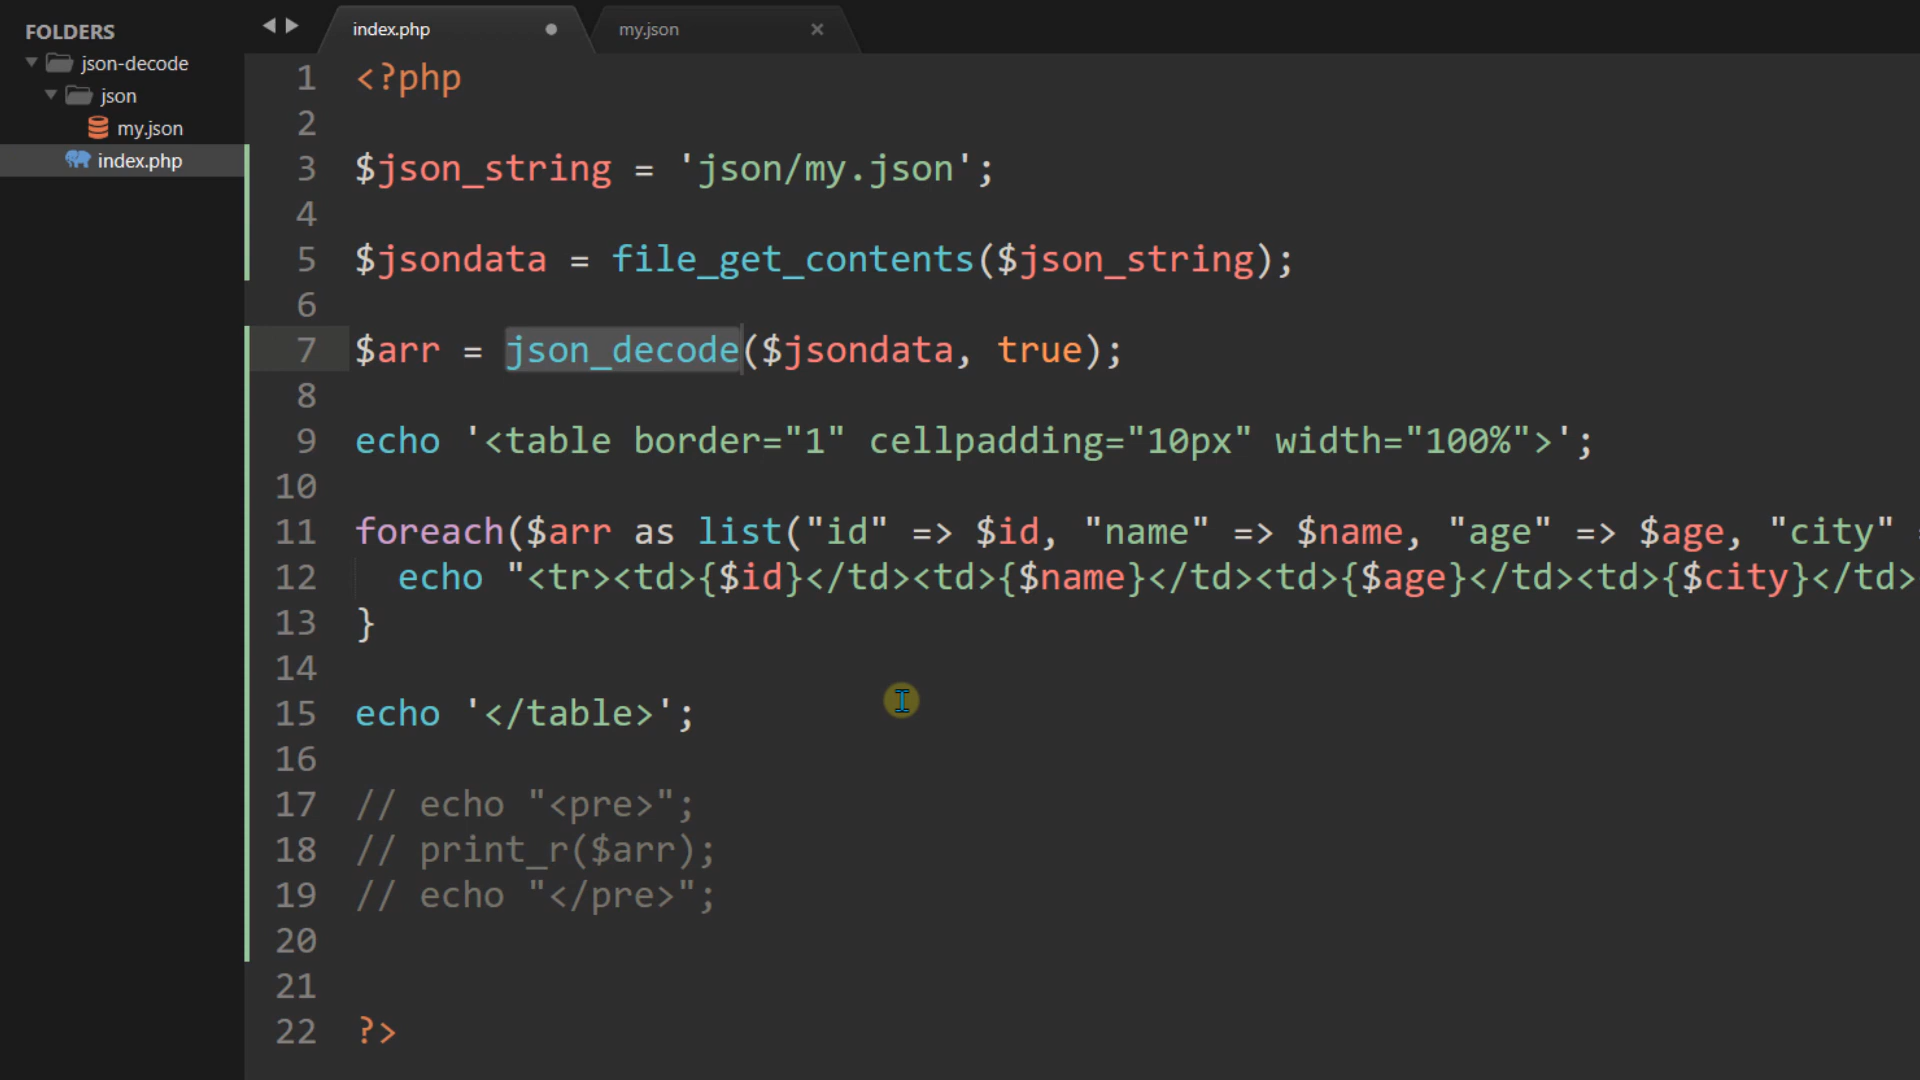 FOLDERS
json-decode
json
my.json
index.php
index.php
my.json
1 <?php
2
3 $json_string = 'json/my.json';
4
5 $jsondata = file_get_contents($json_string);
6
7 $arr = json_decode($jsondata, true);
8
9 echo '<table border="1" cellpadding="10px" width="100%">';
10
11 foreach($arr as list("id" => $id, "name" => $name, "age" => $age, "city"
12 echo "<tr><td>{$id}</td><td>{$name}</td><td>{$age}</td><td>{$city}</td>
13 }
14
15 echo '</table>';
16
17 // echo "<pre>";
18 // print_r($arr);
19 // echo "</pre>";
20
21
22 ?>